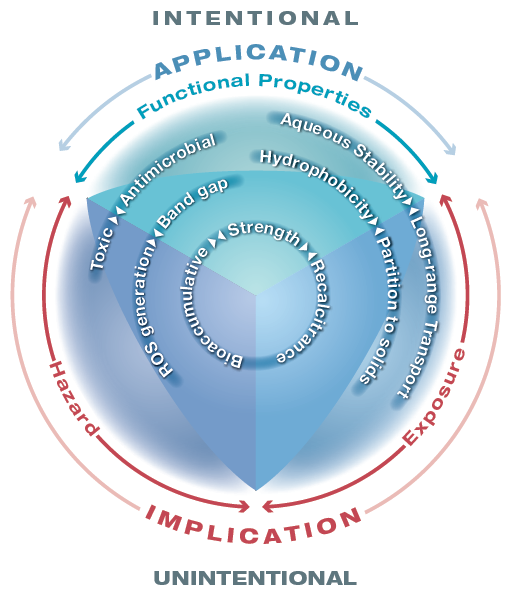 INTENTIONAL
APPLICATION
Functional Properties
Aqueous Stability
Antimicrobial
Hydrophobicity
Band gap
Strength
Toxic
ROS generation
Bioaccumulative
Recalcitrance
Partition to solids
Long-range Transport
Hazard
Exposure
IMPLICATION
UNINTENTIONAL